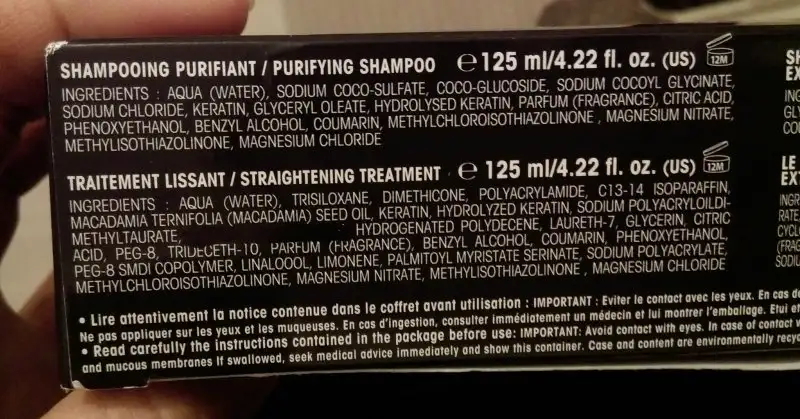 SHAMPOOING PURIFIANT / PURIFYING SHAMPOO ℮ 125 ml/4.22 fl. oz. (US) 12M
INGREDIENTS : AQUA (WATER), SODIUM COCO-SULFATE, COCO-GLUCOSIDE, SODIUM COCOYL GLYCINATE,
SODIUM CHLORIDE, KERATIN, GLYCERYL OLEATE, HYDROLYSED KERATIN, PARFUM (FRAGRANCE), CITRIC ACID,
PHENOXYETHANOL, BENZYL ALCOHOL, COUMARIN, METHYLCHLOROISOTHIAZOLINONE , MAGNESIUM NITRATE,
METHYLISOTHIAZOLINONE, MAGNESIUM CHLORIDE
TRAITEMENT LISSANT / STRAIGHTENING TREATMENT ℮ 125 ml/4.22 fl. oz. (US) 12M
INGREDIENTS : AQUA (WATER), TRISILOXANE, DIMETHICONE, POLYACRYLAMIDE, C13-14 ISOPARAFFIN,
MACADAMIA TERNIFOLIA (MACADAMIA) SEED OIL, KERATIN, HYDROLYZED KERATIN, SODIUM POLYACRYLOILDI-
METHYLTAURATE, HYDROGENATED POLYDECENE, LAURETH-7, GLYCERIN, CITRIC
ACID, PEG-8, TRIDECETH-10, PARFUM (FRAGRANCE), BENZYL ALCOHOL, COUMARIN, PHENOXYETHANOL,
PEG-8 SMDI COPOLYMER, LINALOOL, LIMONENE, PALMITOYL MYRISTATE SERINATE, SODIUM POLYACRYLATE,
METHYLCHLOROISOTHIAZOLINONE, MAGNESIUM NITRATE, METHYLISOTHIAZOLINONE , MAGNESIUM CHLORIDE
• Lire attentivement la notice contenue dans le coffret avant utilisation : IMPORTANT : Eviter le contact avec les yeux. En cas
Ne pas appliquer sur les yeux et les muqueuses. En cas d'ingestion, consulter immédiatement un médecin et lui montrer l'emballage. Etui et
• Read carefully the instructions contained in the package before use: IMPORTANT: Avoid contact with eyes. In case of contact
and mucous membranes If swallowed, seek medical advice immediately and show this container. Case and content are environmentally